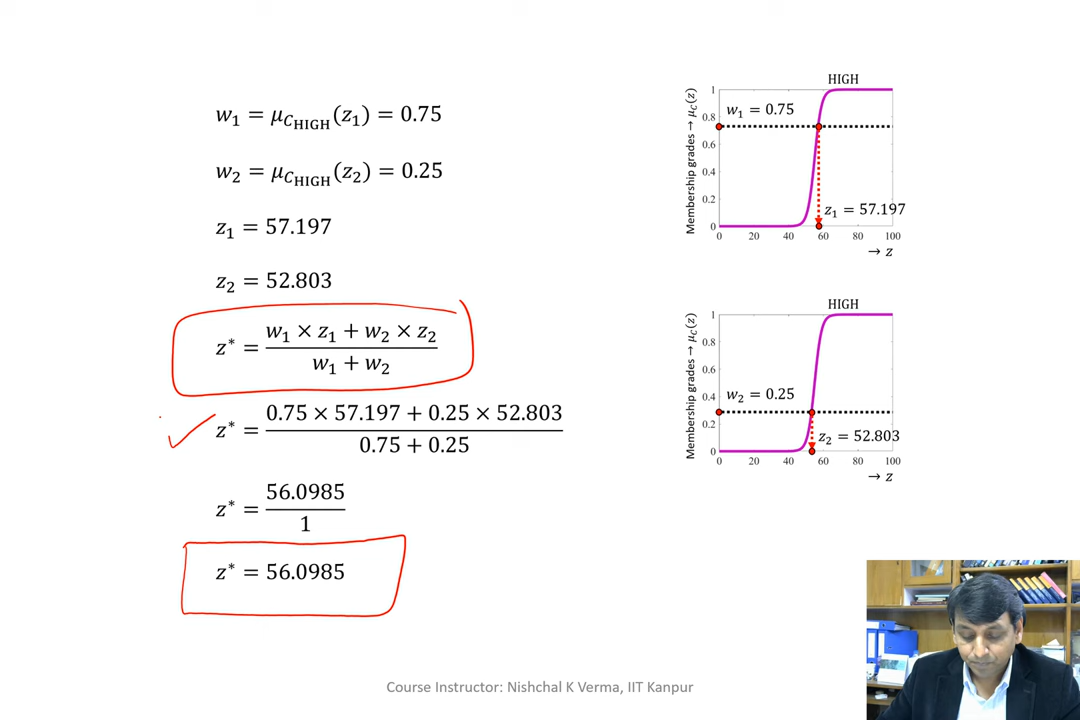 w₁ = μ_C_HIGH(z₁) = 0.75
w₂ = μ_C_HIGH(z₂) = 0.25
z₁ = 57.197
z₂ = 52.803
z* = (w₁ × z₁ + w₂ × z₂) / (w₁ + w₂)
z* = (0.75 × 57.197 + 0.25 × 52.803) / (0.75 + 0.25)
z* = 56.0985 / 1
z* = 56.0985
HIGH
Membership grades → μ_C(z)
1
0.8
0.6
0.4
0.2
0
w₁ = 0.75
z₁ = 57.197
0 20 40 60 80 100
→ z
HIGH
Membership grades → μ_C(z)
1
0.8
0.6
0.4
0.2
0
w₂ = 0.25
z₂ = 52.803
0 20 40 60 80 100
→ z
Course Instructor: Nishchal K Verma, IIT Kanpur